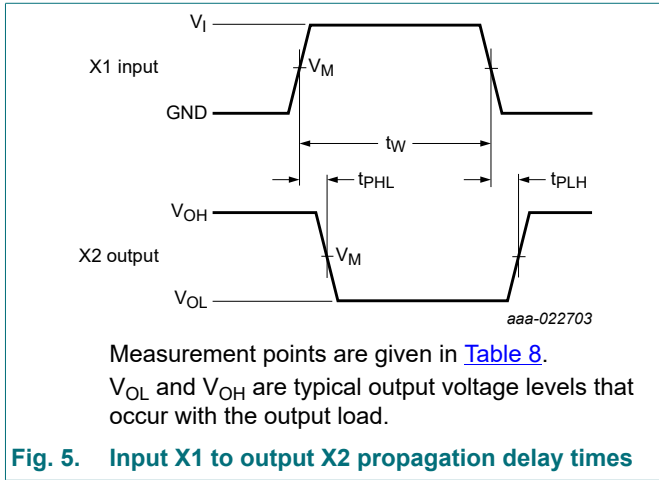 VI
X1 input
VM
GND
tW
tPHL
tPLH
VOH
X2 output
VM
VOL
aaa-022703
Measurement points are given in Table 8.
VOL and VOH are typical output voltage levels that
occur with the output load.
Fig. 5. Input X1 to output X2 propagation delay times